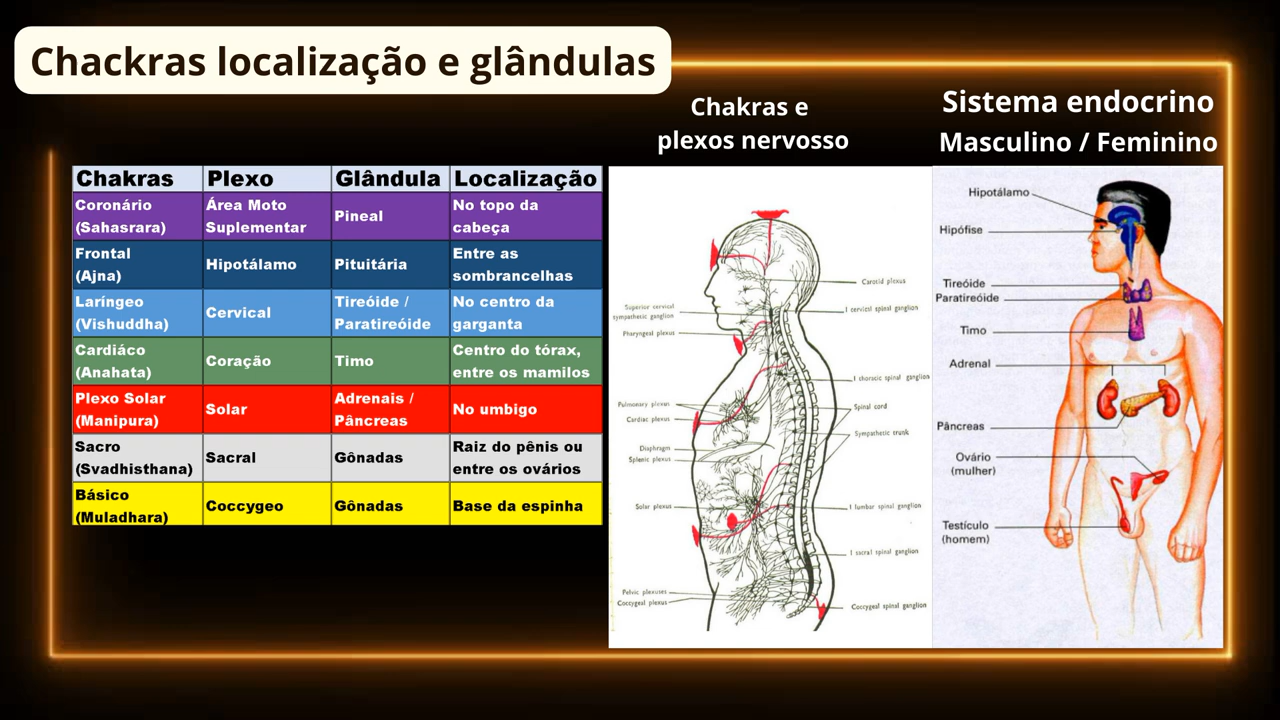 Chackras localização e glândulas
Chakras e
plexos nervosso
Sistema endocrino
Masculino / Feminino
Chakras Plexo Glândula Localização
Coronário Área Moto Pineal No topo da
(Sahasrara) Suplementar cabeça
Frontal Hipotálamo Pituitária Entre as
(Ajna) sombrancelhas
Laríngeo Cervical Tireóide / No centro da
(Vishuddha) Paratireóide garganta
Cardiáco Coração Timo Centro do tórax,
(Anahata) entre os mamilos
Plexo Solar Solar Adrenais / No umbigo
(Manipura) Pâncreas
Sacro Sacral Gônadas Raiz do pênis ou
(Svadhisthana) entre os ovários
Básico Coccygeo Gônadas Base da espinha
(Muladhara)
Carotid plexus
Superior cervical
sympathetic ganglion
I cervical spinal ganglion
Pharyngeal plexus
I thoracic spinal ganglion
Pulmonary plexus
Spinal cord
Cardiac plexus
Sympathetic trunk
Diaphragm
Splenic plexus
Solar plexus
I lumbar spinal ganglion
I sacral spinal ganglion
Pelvic plexuses
Coccygeal plexus
Coccygeal spinal ganglion
Hipotálamo
Hipófise
Tireóide
Paratireóide
Timo
Adrenal
Pâncreas
Ovário
(mulher)
Testículo
(homem)